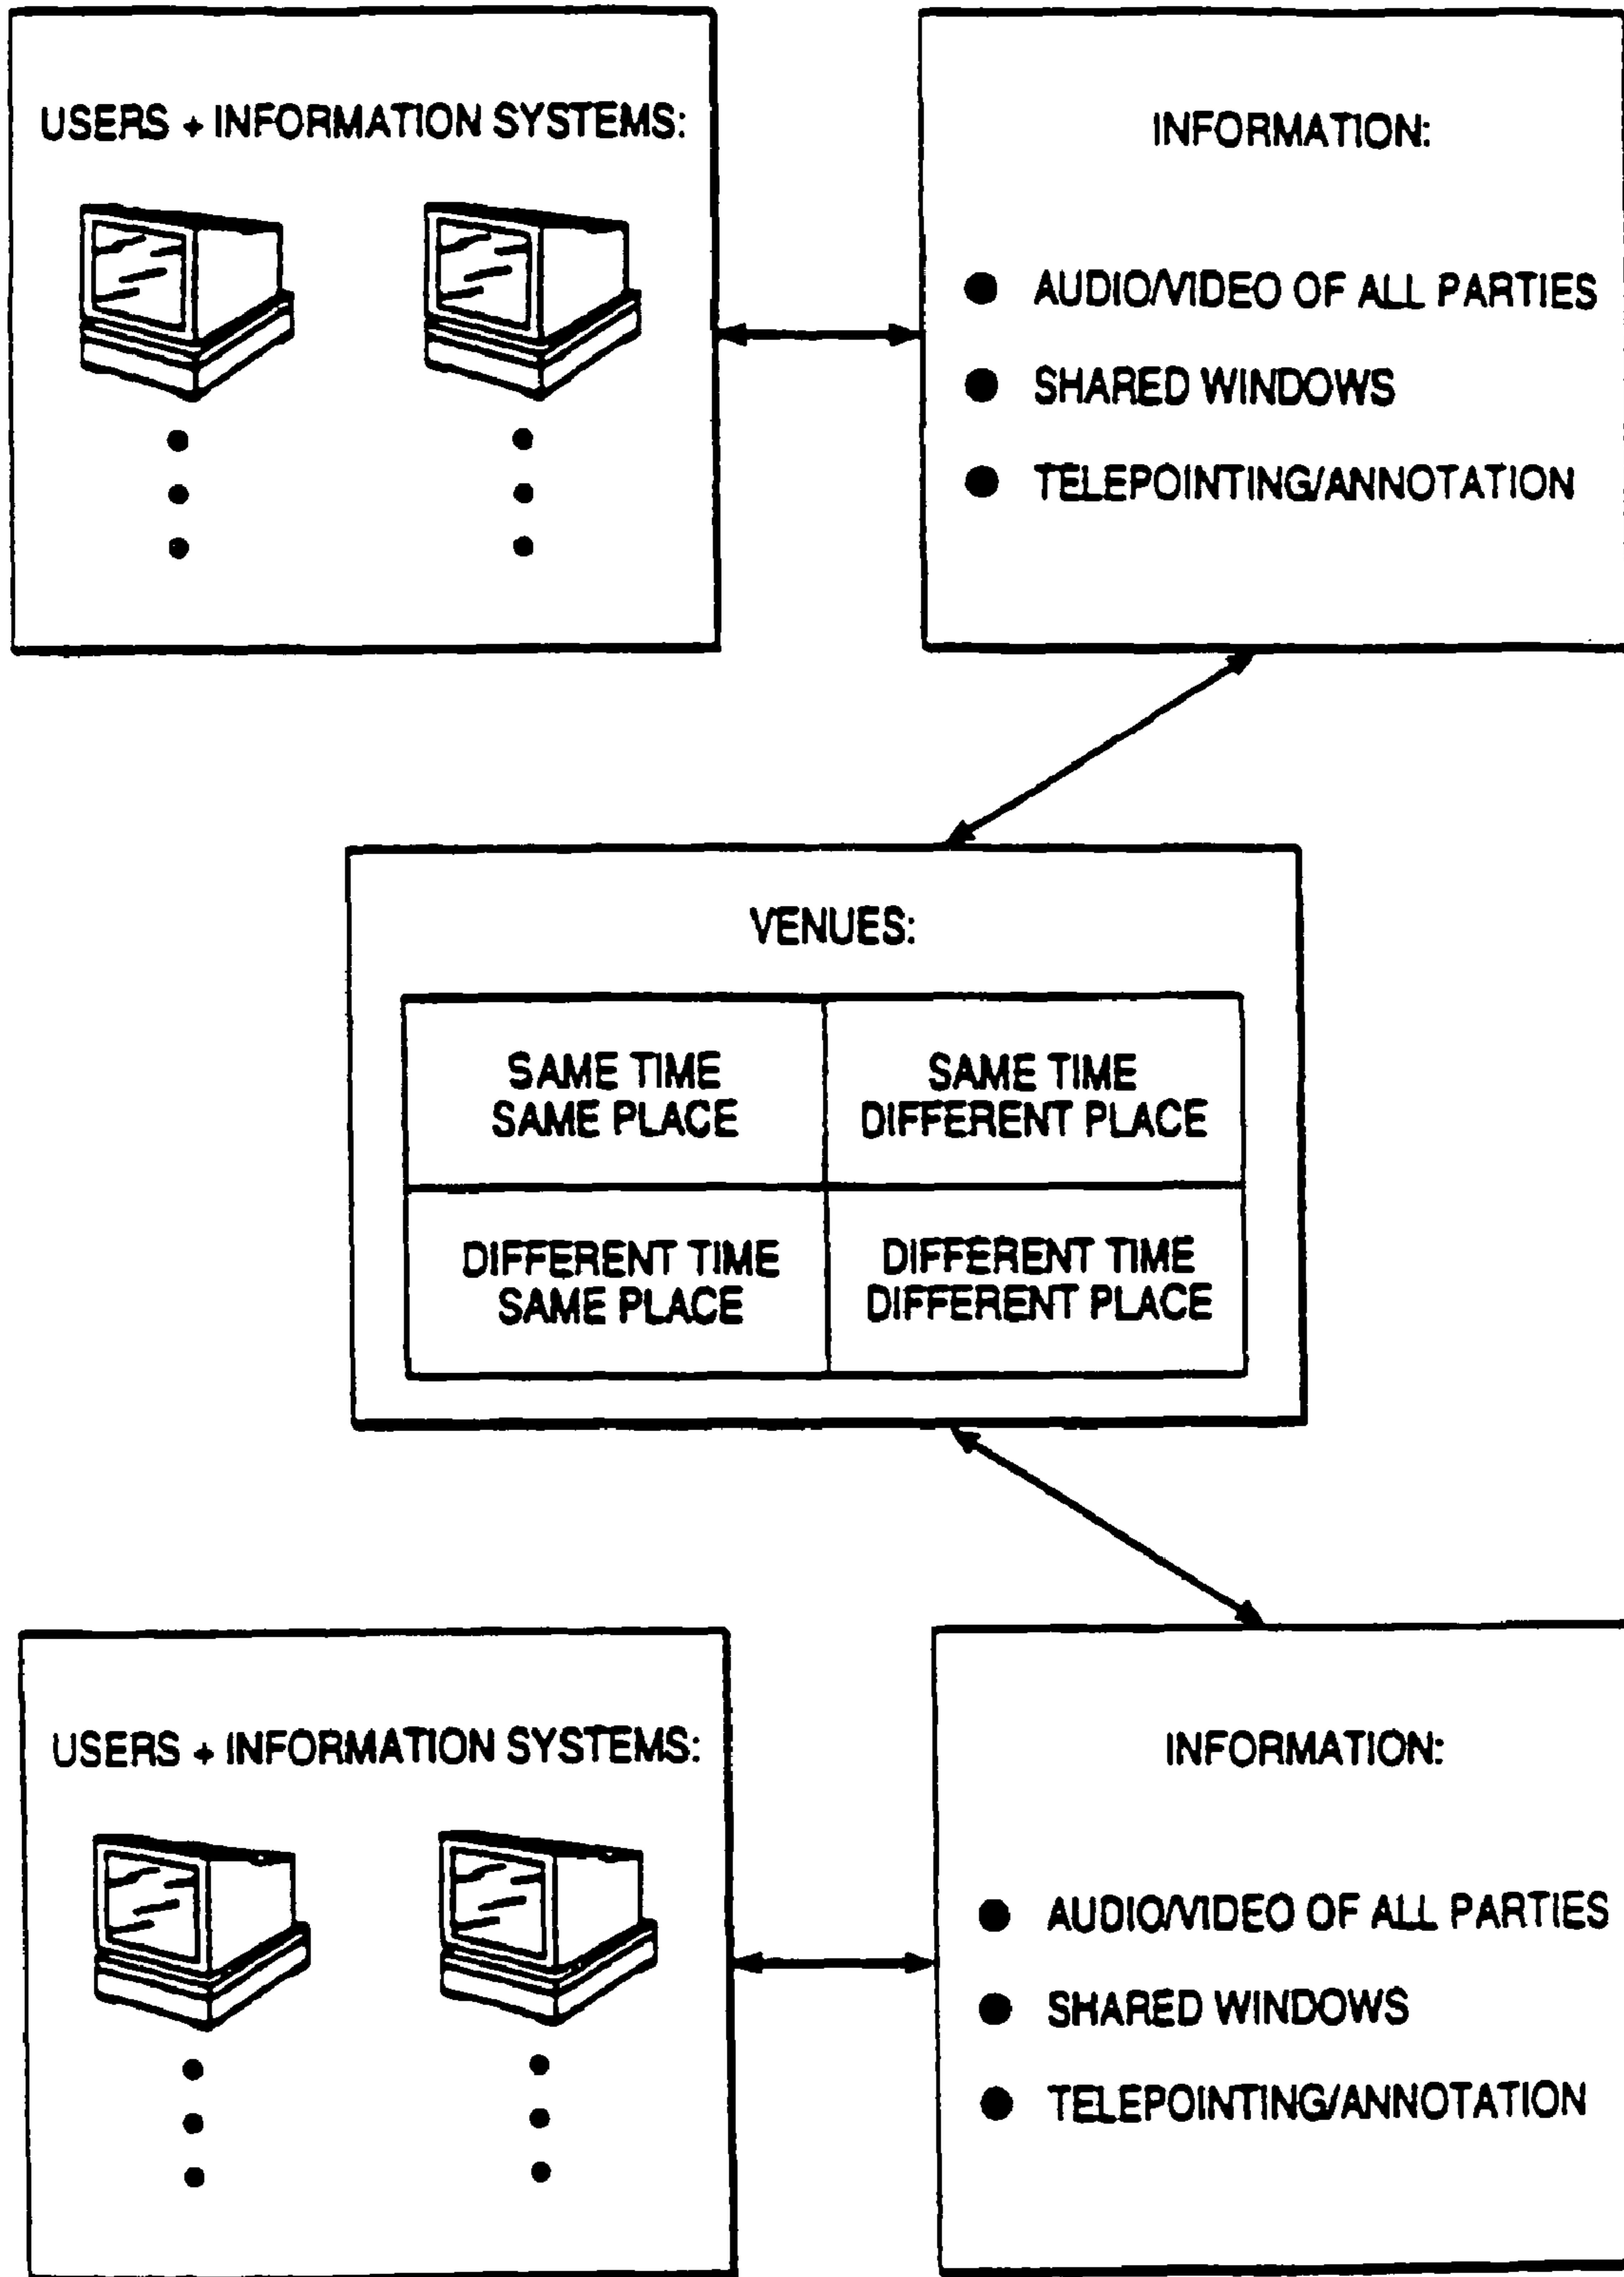 USERS + INFORMATION SYSTEMS:
INFORMATION:
● AUDIO/VIDEO OF ALL PARTIES
● SHARED WINDOWS
● TELEPOINTING/ANNOTATION
VENUES:
SAME TIME
SAME PLACE
SAME TIME
DIFFERENT PLACE
DIFFERENT TIME
SAME PLACE
DIFFERENT TIME
DIFFERENT PLACE
USERS + INFORMATION SYSTEMS:
INFORMATION:
● AUDIO/VIDEO OF ALL PARTIES
● SHARED WINDOWS
● TELEPOINTING/ANNOTATION